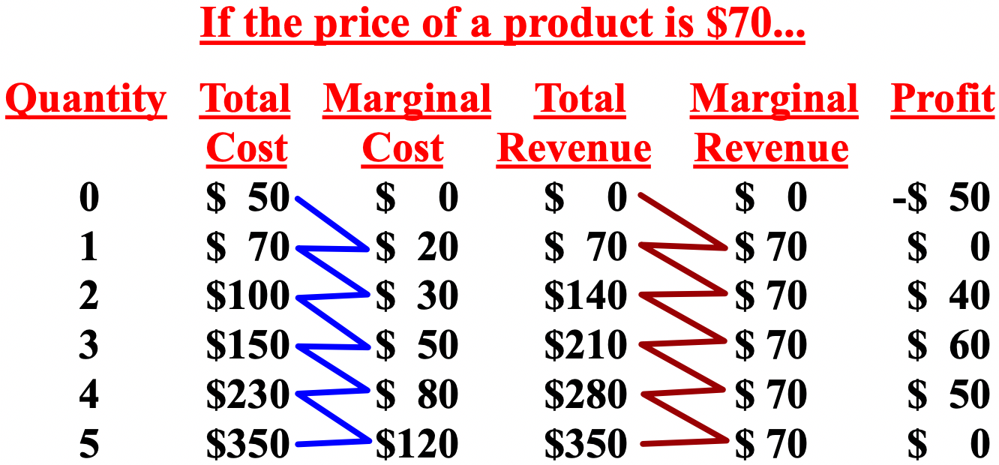 If the price of a product is $70...
Quantity Total Marginal Total Marginal Profit
Cost Cost Revenue Revenue
0 $ 50 $ 0 $ 0 $ 0 -$ 50
1 $ 70 $ 20 $ 70 $ 70 $ 0
2 $100 $ 30 $140 $ 70 $ 40
3 $150 $ 50 $210 $ 70 $ 60
4 $230 $ 80 $280 $ 70 $ 50
5 $350 $120 $350 $ 70 $ 0